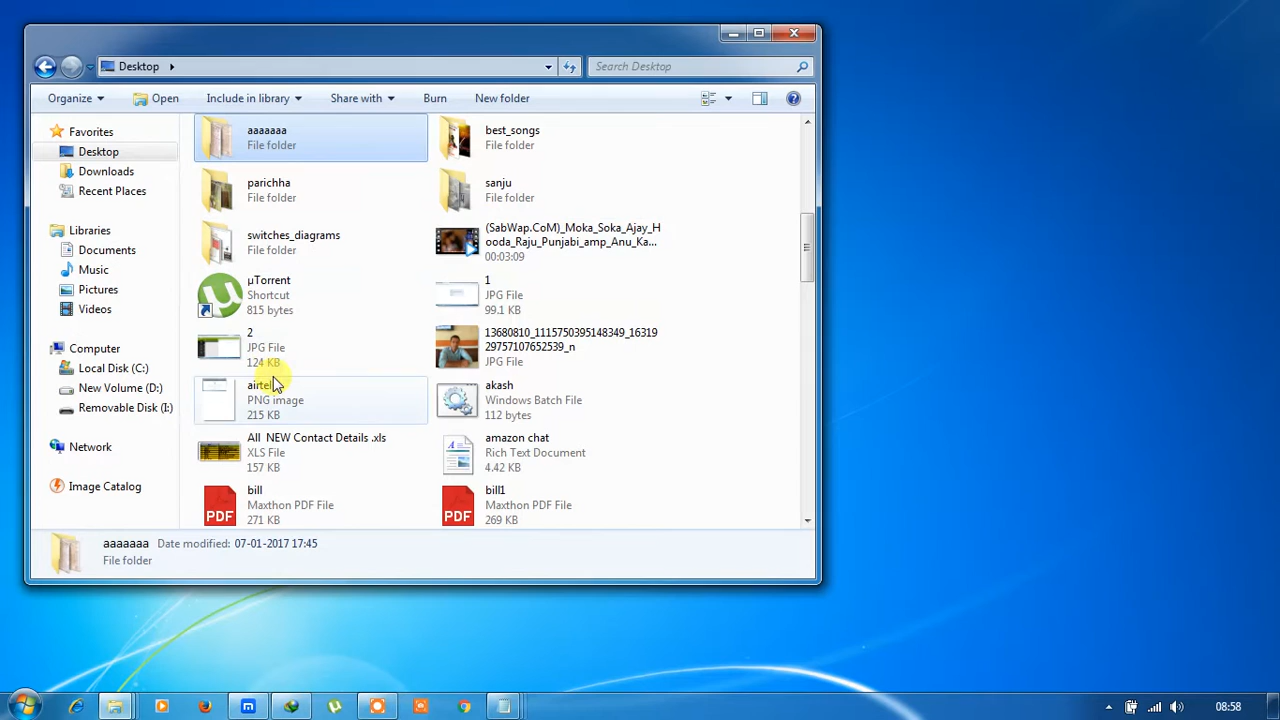 Desktop
Search Desktop
Organize
Open
Include in library
Share with
Burn
New folder
Favorites
Desktop
Downloads
Recent Places
Libraries
Documents
Music
Pictures
Videos
Computer
Local Disk (C:)
New Volume (D:)
Removable Disk (I:)
Network
Image Catalog
aaaaaaa
File folder
best_songs
File folder
parichha
File folder
sanju
File folder
switches_diagrams
File folder
(SabWap.CoM)_Moka_Soka_Ajay_H
ooda_Raju_Punjabi_amp_Anu_Ka...
00:03:09
µTorrent
Shortcut
815 bytes
1
JPG File
99.1 KB
2
JPG File
124 KB
13680810_1115750395148349_16319
29757107652539_n
JPG File
PNG image
215 KB
akash
Windows Batch File
112 bytes
All NEW Contact Details .xls
XLS File
157 KB
amazon chat
Rich Text Document
4.42 KB
PDF
bill
Maxthon PDF File
271 KB
PDF
bill1
Maxthon PDF File
269 KB
aaaaaaa
Date modified: 07-01-2017 17:45
File folder
08:58